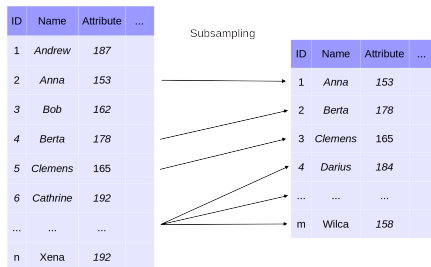 ID Name Attribute ...
1 Andrew 187
2 Anna 153
3 Bob 162
4 Berta 178
5 Clemens 165
6 Cathrine 192
... ... ...
n Xena 192
Subsampling
ID Name Attribute ...
1 Anna 153
2 Berta 178
3 Clemens 165
4 Darius 184
... ... ...
m Wilca 158